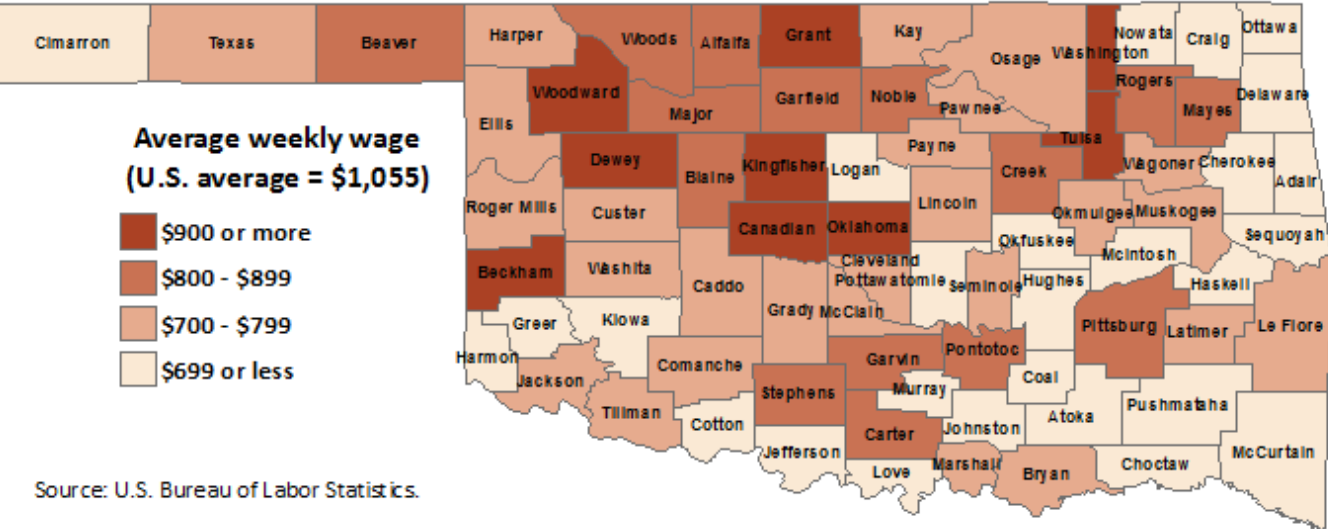 Cimarron
Texas
Beaver
Harper
Woods
Alfalfa
Grant
Kay
Osage
Washington
Nowata
Craig
Ottawa
Woodward
Major
Garfield
Noble
Pawnee
Rogers
Mayes
Delaware
Ellis
Average weekly wage
(U.S. average = $1,055)
Dewey
Blaine
Kingfisher
Logan
Payne
Creek
Tulsa
Wagoner
Cherokee
Adair
Roger Mills
Custer
Canadian
Oklahoma
Lincoln
Okmulgee
Muskogee
$900 or more
Okfuskee
McIntosh
Sequoyah
Beckham
Washita
Caddo
Cleveland
Pottawatomie
Seminole
Hughes
Haskell
$800 - $899
Greer
Kiowa
Grady
McClain
Pittsburg
Latimer
Le Flore
$700 - $799
Harmon
Jackson
Comanche
Garvin
Pontotoc
Coal
$699 or less
Tillman
Cotton
Stephens
Murray
Johnston
Atoka
Pushmataha
Jefferson
Carter
Love
Marshall
Bryan
Choctaw
McCurtain
Source: U.S. Bureau of Labor Statistics.